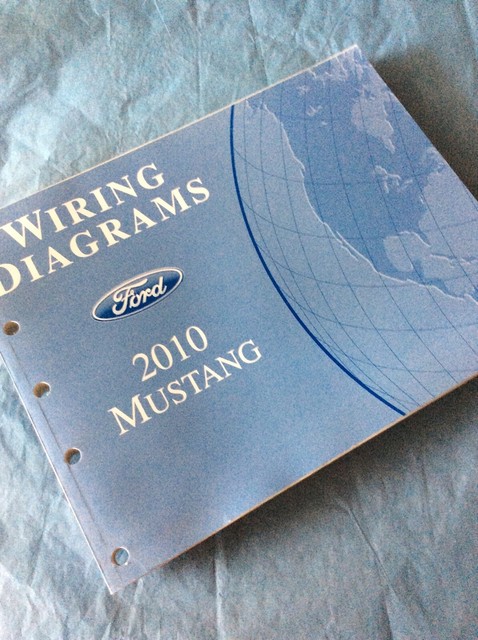 WIRING
DIAGRAMS
Ford
2010
MUSTANG